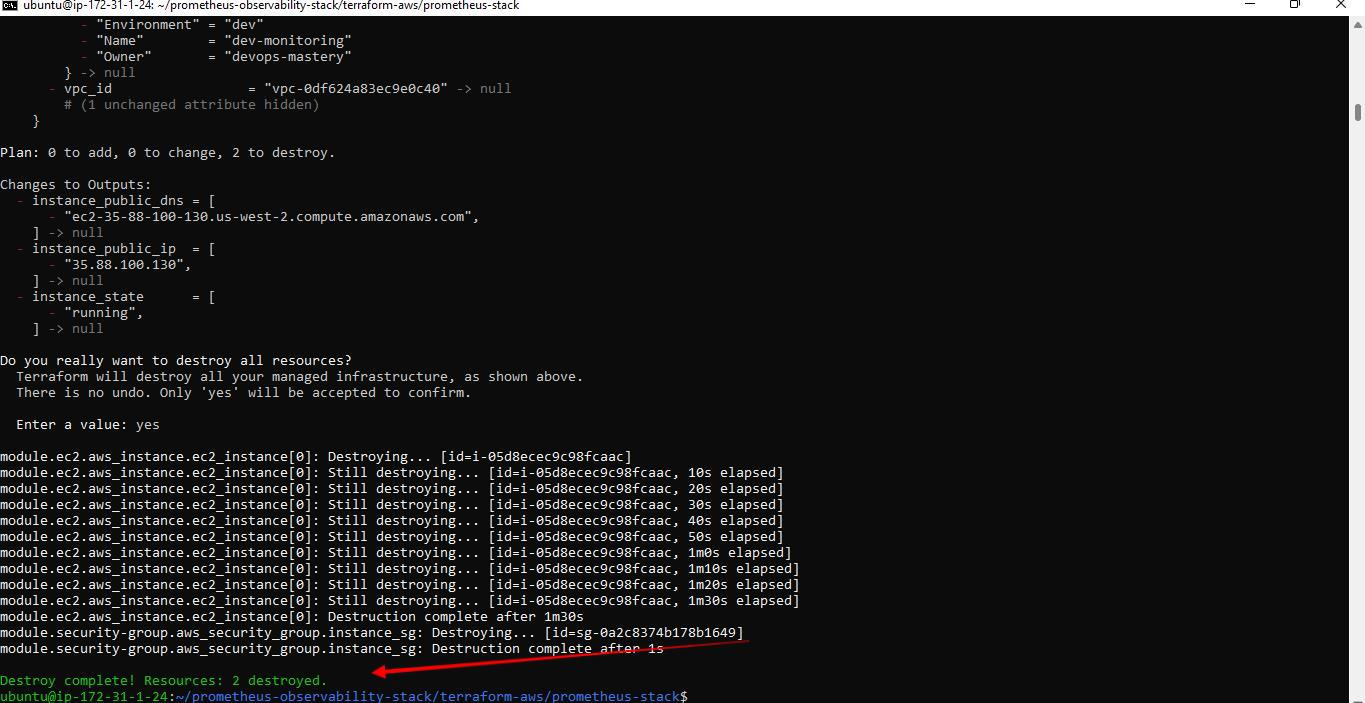 ubuntu@ip-172-31-1-24: ~/prometheus-observability-stack/terraform-aws/prometheus-stack
- "Environment" = "dev"
- "Name"        = "dev-monitoring"
- "Owner"       = "devops-mastery"
} -> null
- vpc_id                 = "vpc-0df624a83ec9e0c40" -> null
# (1 unchanged attribute hidden)
}
Plan: 0 to add, 0 to change, 2 to destroy.
Changes to Outputs:
- instance_public_dns = [
- "ec2-35-88-100-130.us-west-2.compute.amazonaws.com",
] -> null
- instance_public_ip  = [
- "35.88.100.130",
] -> null
- instance_state      = [
- "running",
] -> null
Do you really want to destroy all resources?
Terraform will destroy all your managed infrastructure, as shown above.
There is no undo. Only 'yes' will be accepted to confirm.
Enter a value: yes
module.ec2.aws_instance.ec2_instance[0]: Destroying... [id=i-05d8ecec9c98fcaac]
module.ec2.aws_instance.ec2_instance[0]: Still destroying... [id=i-05d8ecec9c98fcaac, 10s elapsed]
module.ec2.aws_instance.ec2_instance[0]: Still destroying... [id=i-05d8ecec9c98fcaac, 20s elapsed]
module.ec2.aws_instance.ec2_instance[0]: Still destroying... [id=i-05d8ecec9c98fcaac, 30s elapsed]
module.ec2.aws_instance.ec2_instance[0]: Still destroying... [id=i-05d8ecec9c98fcaac, 40s elapsed]
module.ec2.aws_instance.ec2_instance[0]: Still destroying... [id=i-05d8ecec9c98fcaac, 50s elapsed]
module.ec2.aws_instance.ec2_instance[0]: Still destroying... [id=i-05d8ecec9c98fcaac, 1m0s elapsed]
module.ec2.aws_instance.ec2_instance[0]: Still destroying... [id=i-05d8ecec9c98fcaac, 1m10s elapsed]
module.ec2.aws_instance.ec2_instance[0]: Still destroying... [id=i-05d8ecec9c98fcaac, 1m20s elapsed]
module.ec2.aws_instance.ec2_instance[0]: Still destroying... [id=i-05d8ecec9c98fcaac, 1m30s elapsed]
module.ec2.aws_instance.ec2_instance[0]: Destruction complete after 1m30s
module.security-group.aws_security_group.instance_sg: Destroying... [id=sg-0a2c8374b178b1649]
module.security-group.aws_security_group.instance_sg: Destruction complete after 1s
Destroy complete! Resources: 2 destroyed.
ubuntu@ip-172-31-1-24:~/prometheus-observability-stack/terraform-aws/prometheus-stack$